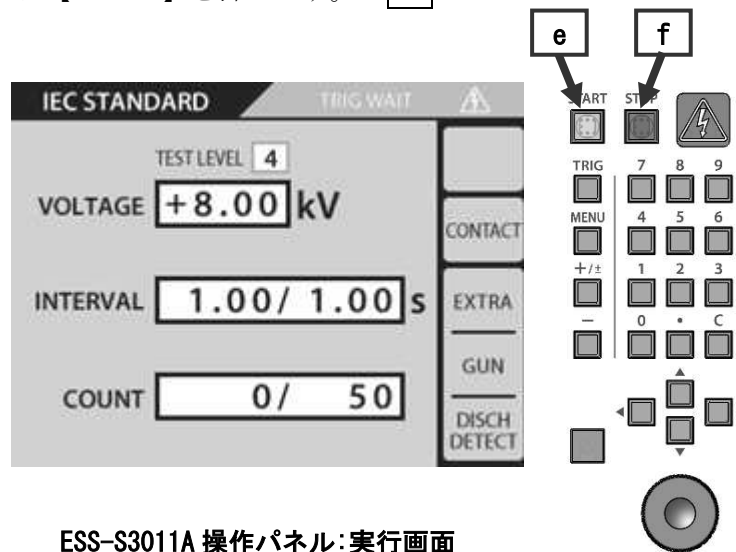 e f
START STOP
IEC STANDARD TRIG WAIT
TEST LEVEL 4
VOLTAGE +8.00 kV
CONTACT
INTERVAL 1.00/ 1.00 s
EXTRA
GUN
COUNT 0/ 50
DISCH
DETECT
TRIG 7 8 9
MENU 4 5 6
+/± 1 2 3
− 0 • C
ESS-S3011A 操作パネル:実行画面